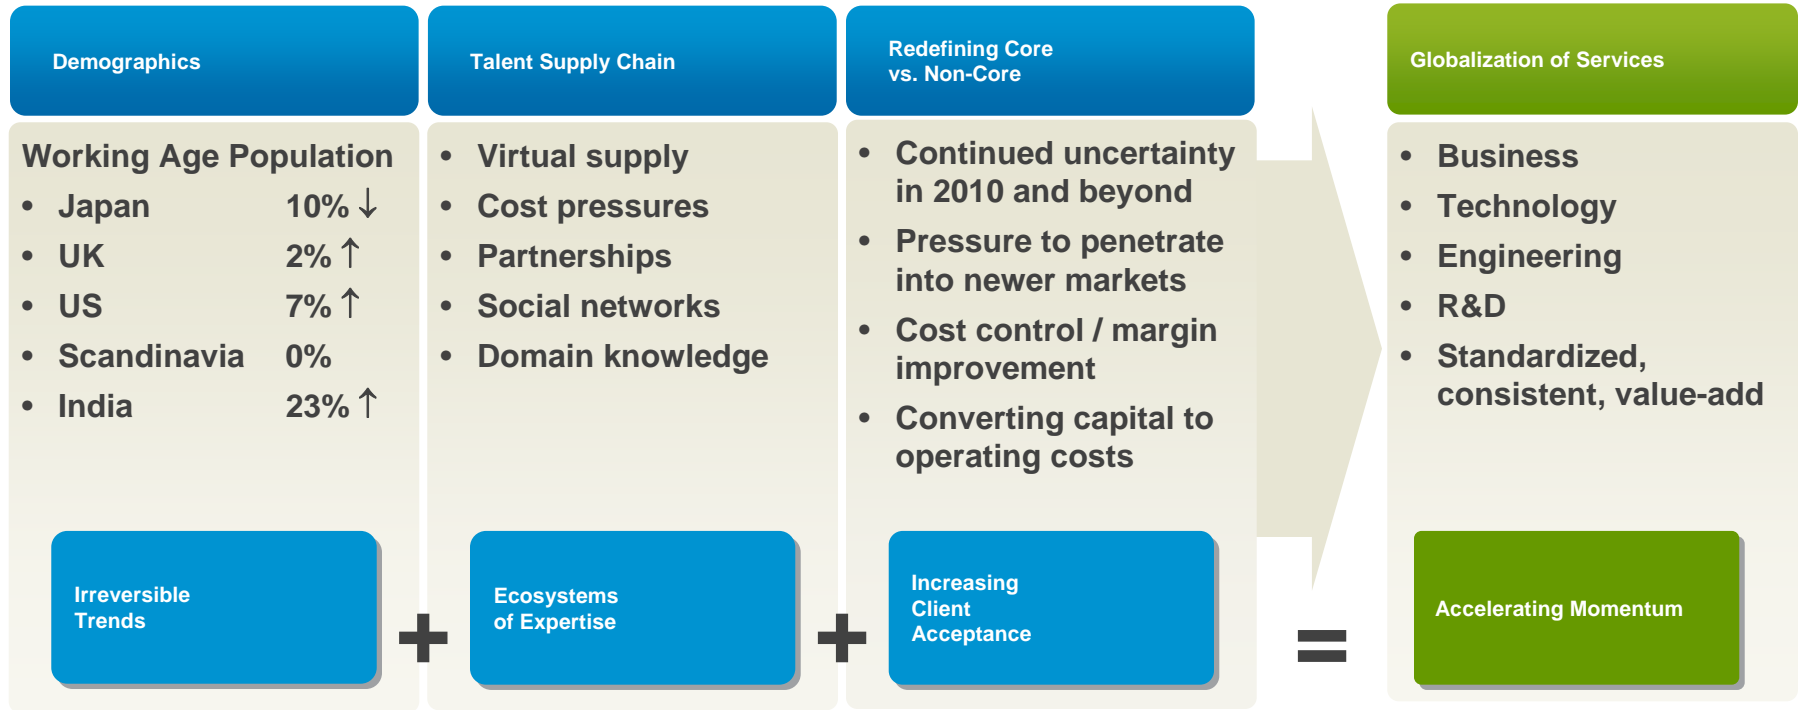 Demographics
Working Age Population
• Japan 10% ↓
• UK 2% ↑
• US 7% ↑
• Scandinavia 0%
• India 23% ↑
Irreversible
Trends
+
Talent Supply Chain
• Virtual supply
• Cost pressures
• Partnerships
• Social networks
• Domain knowledge
Ecosystems
of Expertise
+
Redefining Core
vs. Non-Core
• Continued uncertainty
in 2010 and beyond
• Pressure to penetrate
into newer markets
• Cost control / margin
improvement
• Converting capital to
operating costs
Increasing
Client
Acceptance
=
Globalization of Services
• Business
• Technology
• Engineering
• R&D
• Standardized,
consistent, value-add
Accelerating Momentum